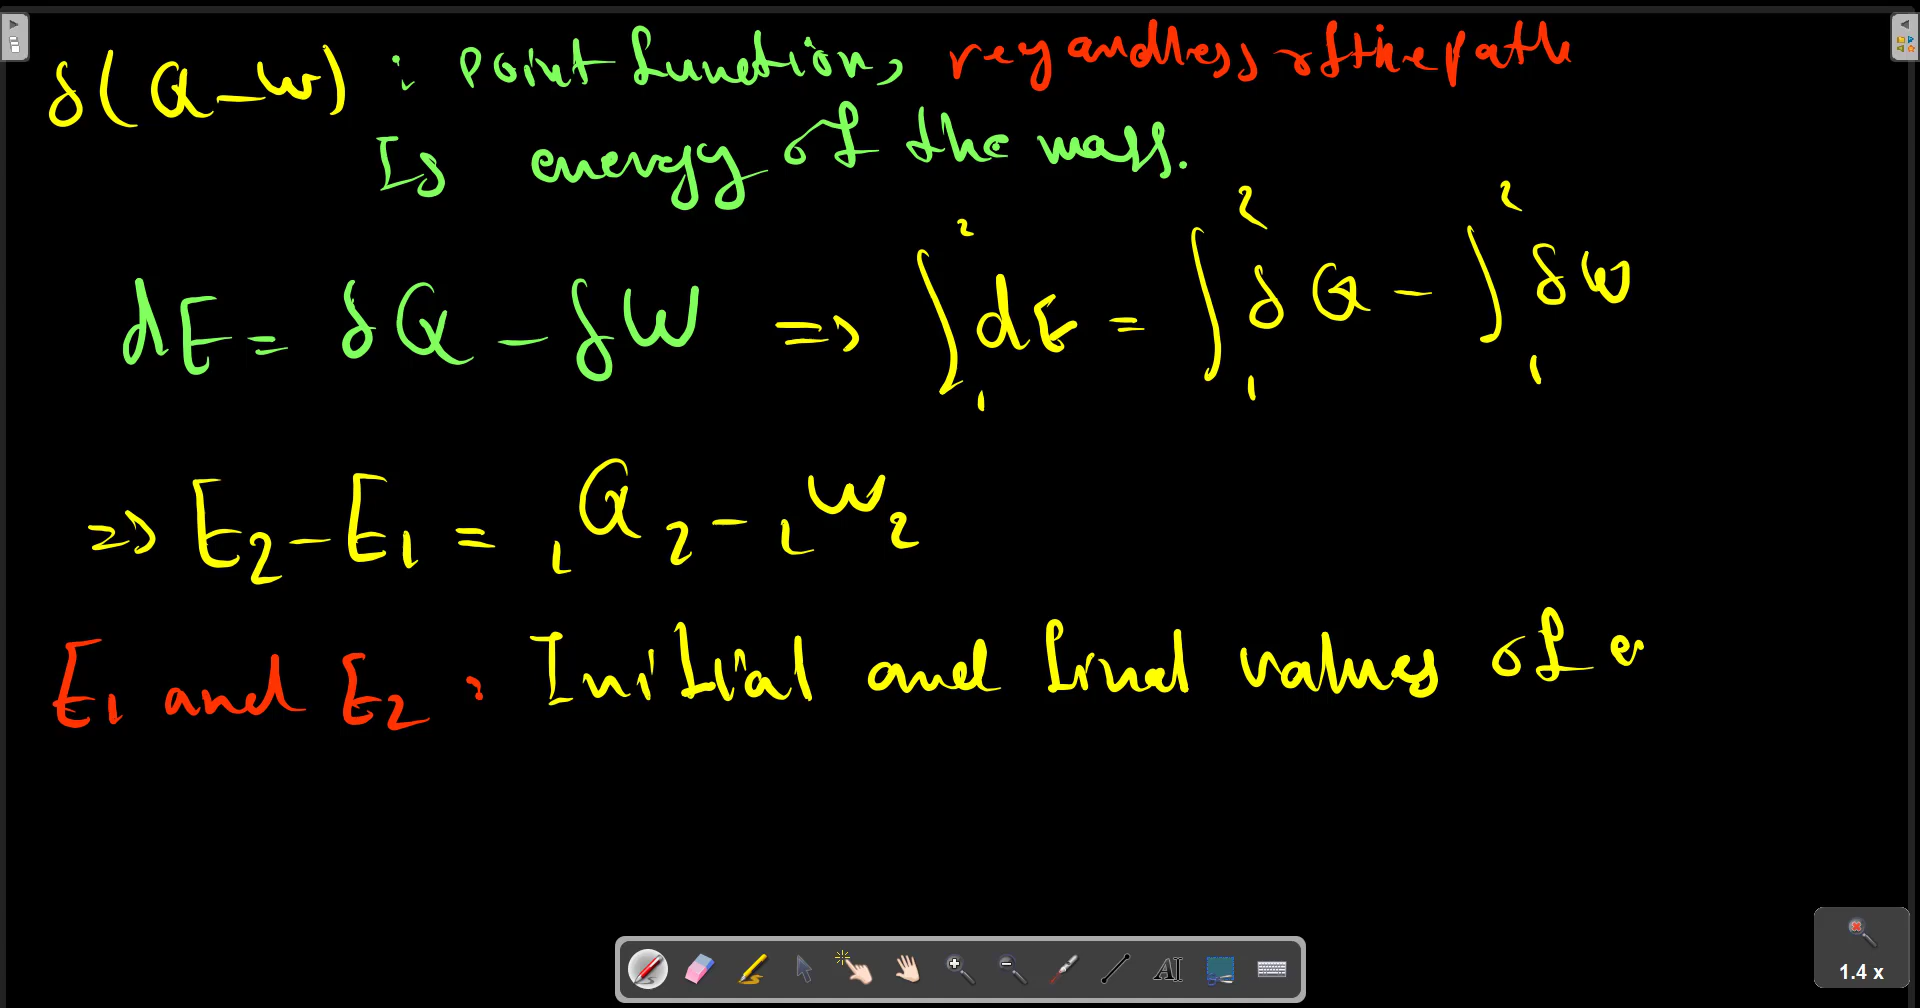 δ(Q-W) : point function, regardless of the path
Is energy of the mass.
dE = δQ - δW => ∫₁² dE = ∫₁² δQ - ∫₁² δW
=> E₂ - E₁ = ₁Q₂ - ₁W₂
E₁ and E₂ : Initial and final values of e
1.4 x